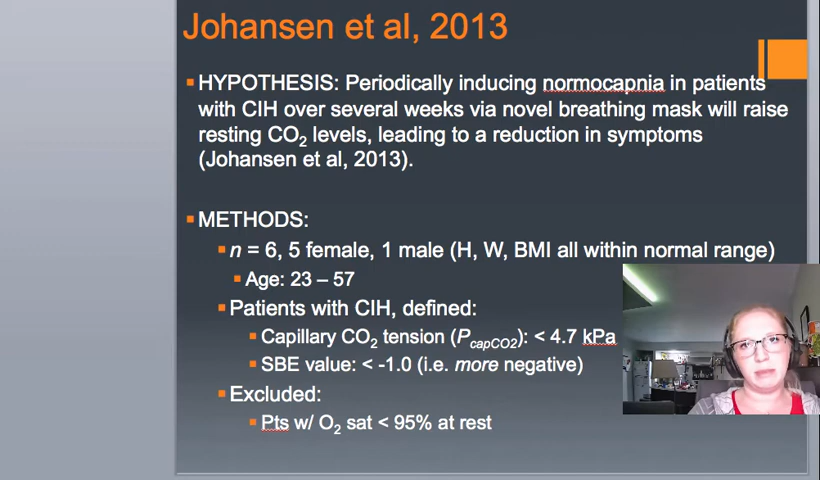 Johansen et al, 2013
HYPOTHESIS: Periodically inducing normocapnia in patients
with CIH over several weeks via novel breathing mask will raise
resting CO₂ levels, leading to a reduction in symptoms
(Johansen et al, 2013).
METHODS:
n = 6, 5 female, 1 male (H, W, BMI all within normal range)
Age: 23 – 57
Patients with CIH, defined:
Capillary CO₂ tension (PcapCO2): < 4.7 kPa
SBE value: < -1.0 (i.e. more negative)
Excluded:
Pts w/ O₂ sat < 95% at rest